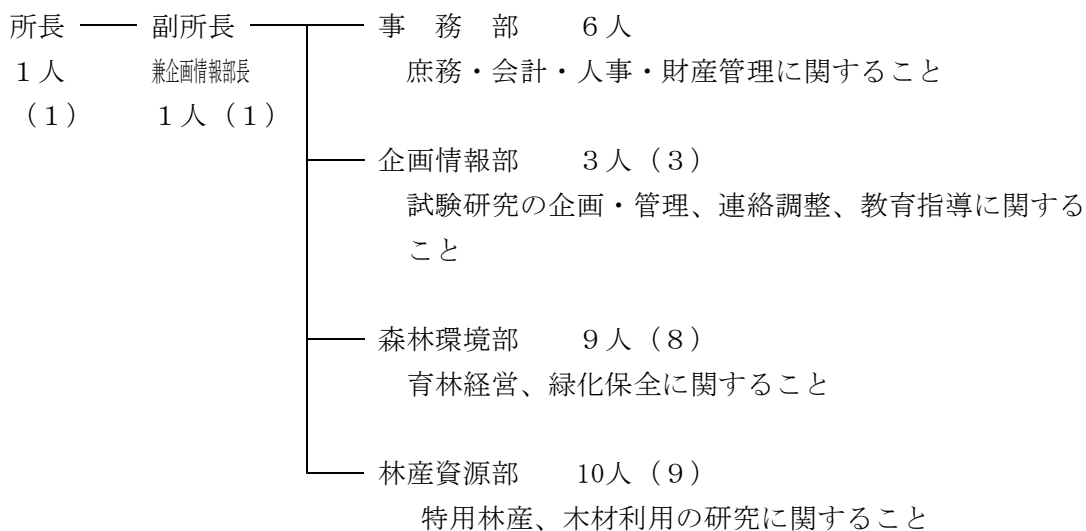 所長 副所長 事　務　部　　６人
１人 兼企画情報部長 庶務・会計・人事・財産管理に関すること
（１） １人（１）
企画情報部　　３人（３）
試験研究の企画・管理、連絡調整、教育指導に関する
こと
森林環境部　　９人（８）
育林経営、緑化保全に関すること
林産資源部　　10人（９）
特用林産、木材利用の研究に関すること